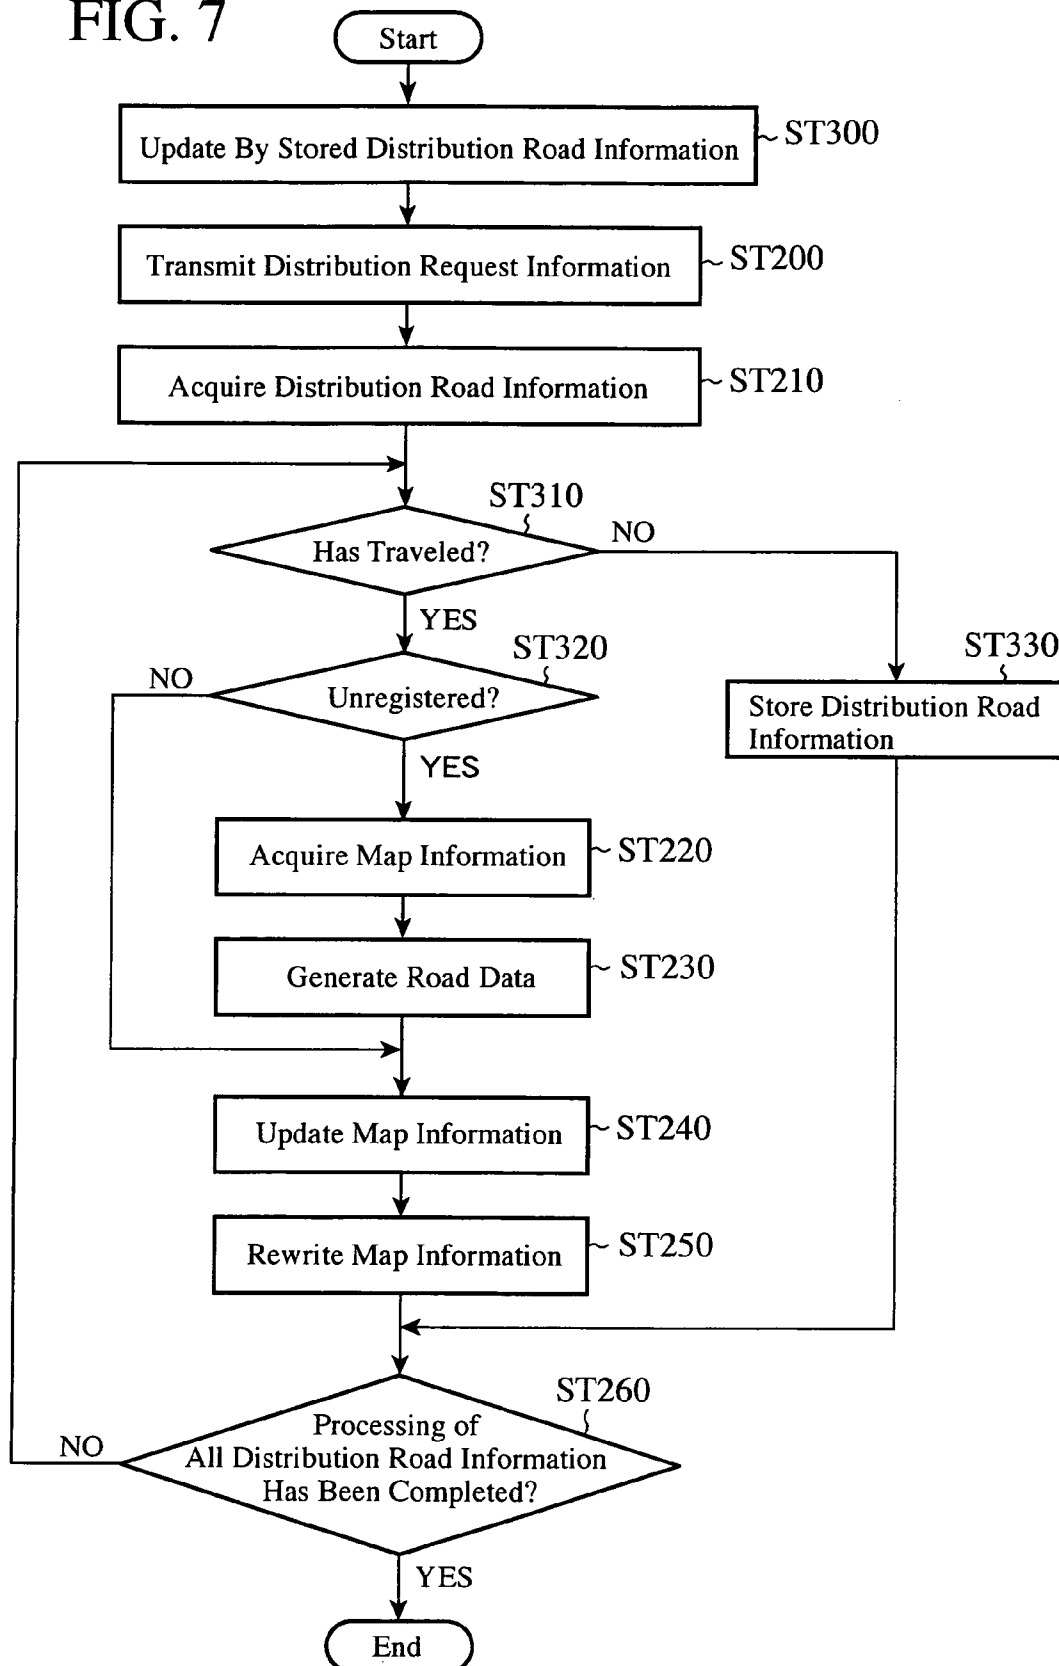 FIG. 7
Start
Update By Stored Distribution Road Information
ST300
Transmit Distribution Request Information
ST200
Acquire Distribution Road Information
ST210
ST310
Has Traveled?
NO
YES
ST320
Unregistered?
NO
YES
ST330
Store Distribution Road
Information
Acquire Map Information
ST220
Generate Road Data
ST230
Update Map Information
ST240
Rewrite Map Information
ST250
ST260
Processing of
All Distribution Road Information
Has Been Completed?
NO
YES
End